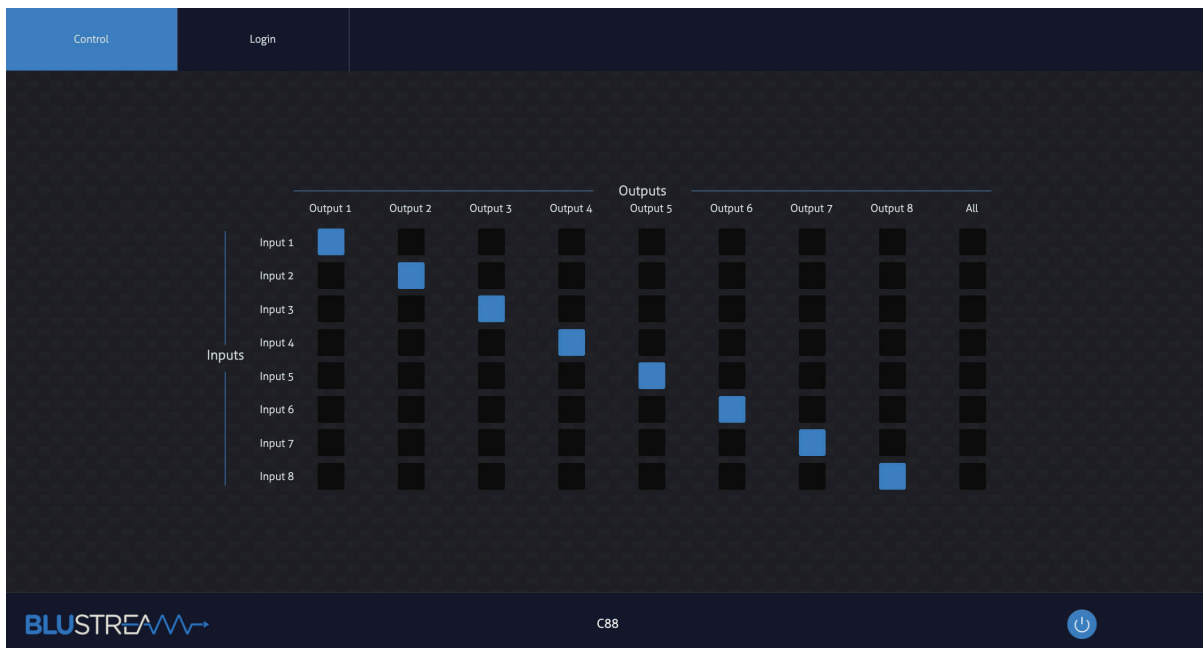 Control Login
Outputs
Output 1 Output 2 Output 3 Output 4 Output 5 Output 6 Output 7 Output 8 All
Input 1
Input 2
Input 3
Input 4
Inputs
Input 5
Input 6
Input 7
Input 8
BLUSTREAM C88